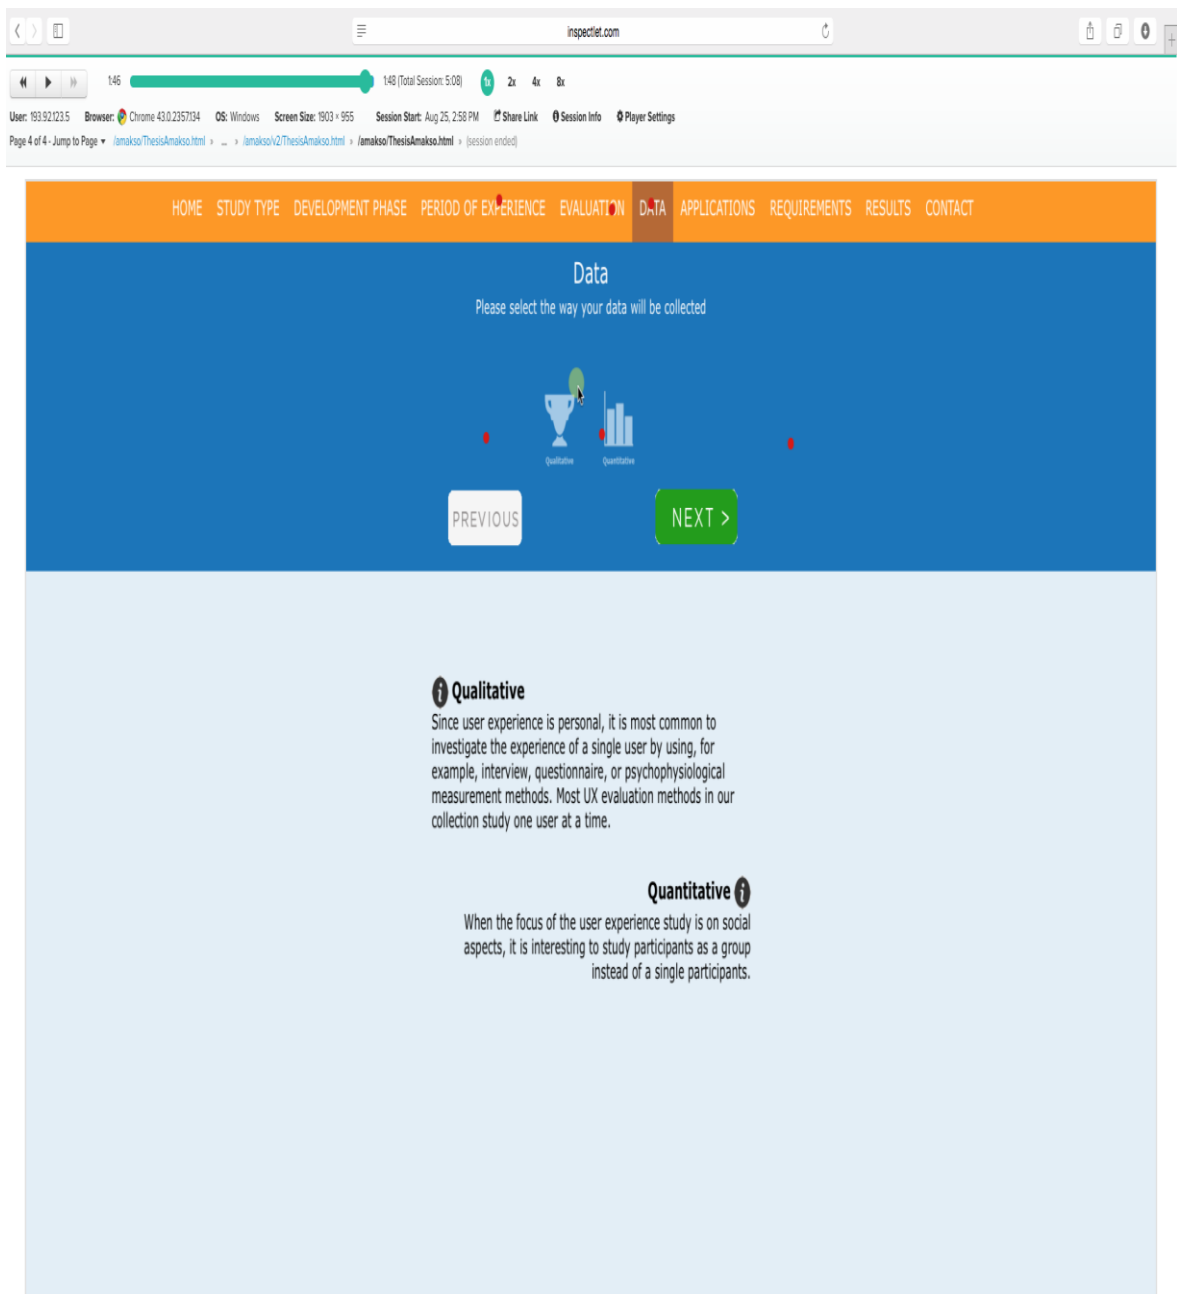 inspectlet.com
1:46 1:48 (Total Session: 5:08) 1x 2x 4x 8x
User: 193.92.123.5 Browser: Chrome 43.0.2357.134 OS: Windows Screen Size: 1903 × 955 Session Start: Aug 25, 2:58 PM Share Link Session Info Player Settings
Page 4 of 4 - Jump to Page ▾ /amakso/ThesisAmakso.html » ... » /amakso/v2/ThesisAmakso.html » /amakso/ThesisAmakso.html » (session ended)
HOME STUDY TYPE DEVELOPMENT PHASE PERIOD OF EXPERIENCE EVALUATION DATA APPLICATIONS REQUIREMENTS RESULTS CONTACT
Data
Please select the way your data will be collected
Qualitative Quantitative
PREVIOUS NEXT >
Qualitative
Since user experience is personal, it is most common to
investigate the experience of a single user by using, for
example, interview, questionnaire, or psychophysiological
measurement methods. Most UX evaluation methods in our
collection study one user at a time.
Quantitative
When the focus of the user experience study is on social
aspects, it is interesting to study participants as a group
instead of a single participants.